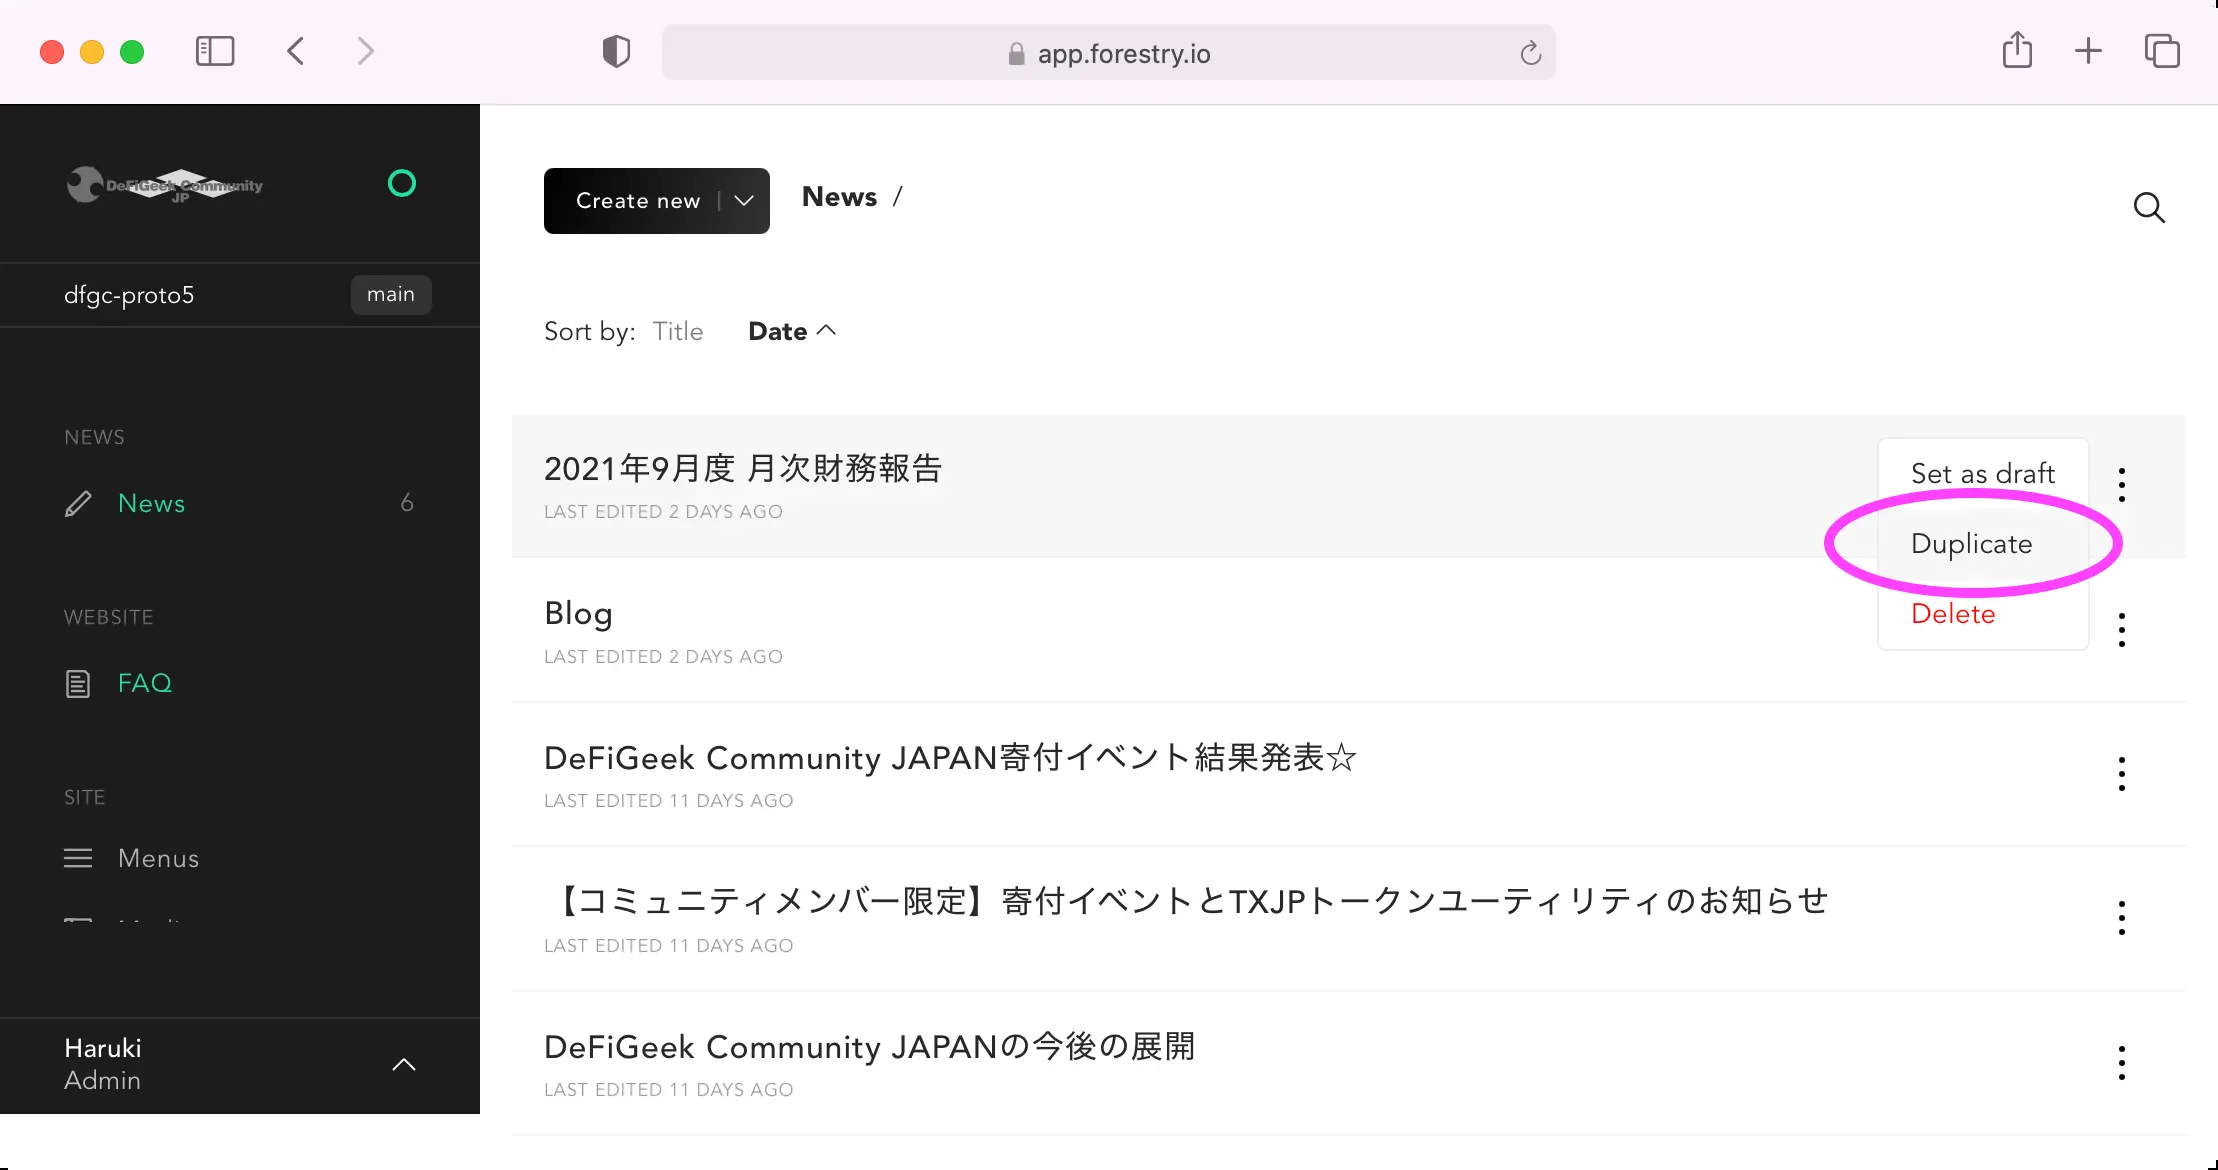 app.forestry.io
DeFiGeek Community
JP
dfgc-proto5
main
NEWS
News
6
WEBSITE
FAQ
SITE
Menus
Haruki
Admin
Create new
News /
Sort by: Title Date
2021年9月度 月次財務報告
LAST EDITED 2 DAYS AGO
Set as draft
Duplicate
Delete
Blog
LAST EDITED 2 DAYS AGO
DeFiGeek Community JAPAN寄付イベント結果発表☆
LAST EDITED 11 DAYS AGO
【コミュニティメンバー限定】寄付イベントとTXJPトークンユーティリティのお知らせ
LAST EDITED 11 DAYS AGO
DeFiGeek Community JAPANの今後の展開
LAST EDITED 11 DAYS AGO